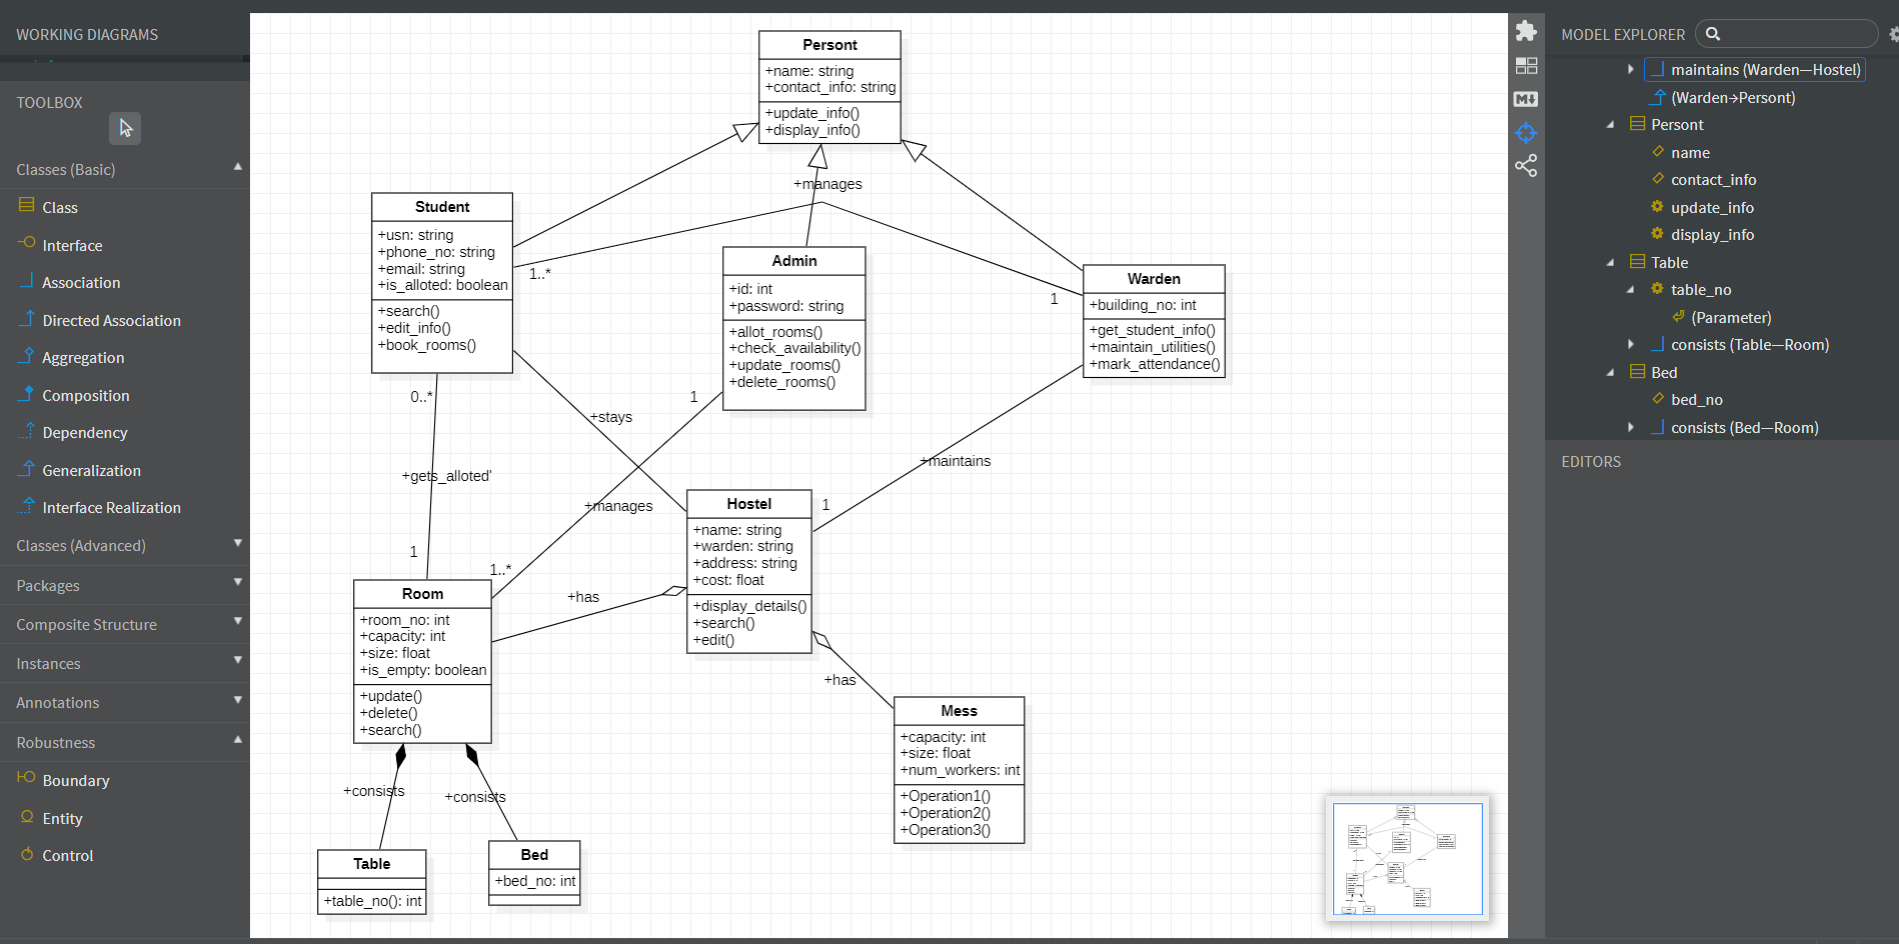 WORKING DIAGRAMS
TOOLBOX
Classes (Basic)
Class
Interface
Association
Directed Association
Aggregation
Composition
Dependency
Generalization
Interface Realization
Classes (Advanced)
Packages
Composite Structure
Instances
Annotations
Robustness
Boundary
Entity
Control
Persont
+name: string
+contact_info: string
+update_info()
+display_info()
+manages
Student
+usn: string
+phone_no: string
+email: string
+is_alloted: boolean
+search()
+edit_info()
+book_rooms()
1..*
Admin
+id: int
+password: string
+allot_rooms()
+check_availability()
+update_rooms()
+delete_rooms()
Warden
+building_no: int
+get_student_info()
+maintain_utilities()
+mark_attendance()
1
0..*
1
+stays
+maintains
+gets_alloted'
+manages
1
1..*
Hostel
+name: string
+warden: string
+address: string
+cost: float
+display_details()
+search()
+edit()
1
+has
Room
+room_no: int
+capacity: int
+size: float
+is_empty: boolean
+update()
+delete()
+search()
+has
Mess
+capacity: int
+size: float
+num_workers: int
+Operation1()
+Operation2()
+Operation3()
+consists
+consists
Table
+table_no(): int
Bed
+bed_no: int
MODEL EXPLORER
maintains (Warden—Hostel)
(Warden→Persont)
Persont
name
contact_info
update_info
display_info
Table
table_no
(Parameter)
consists (Table—Room)
Bed
bed_no
consists (Bed—Room)
EDITORS
M